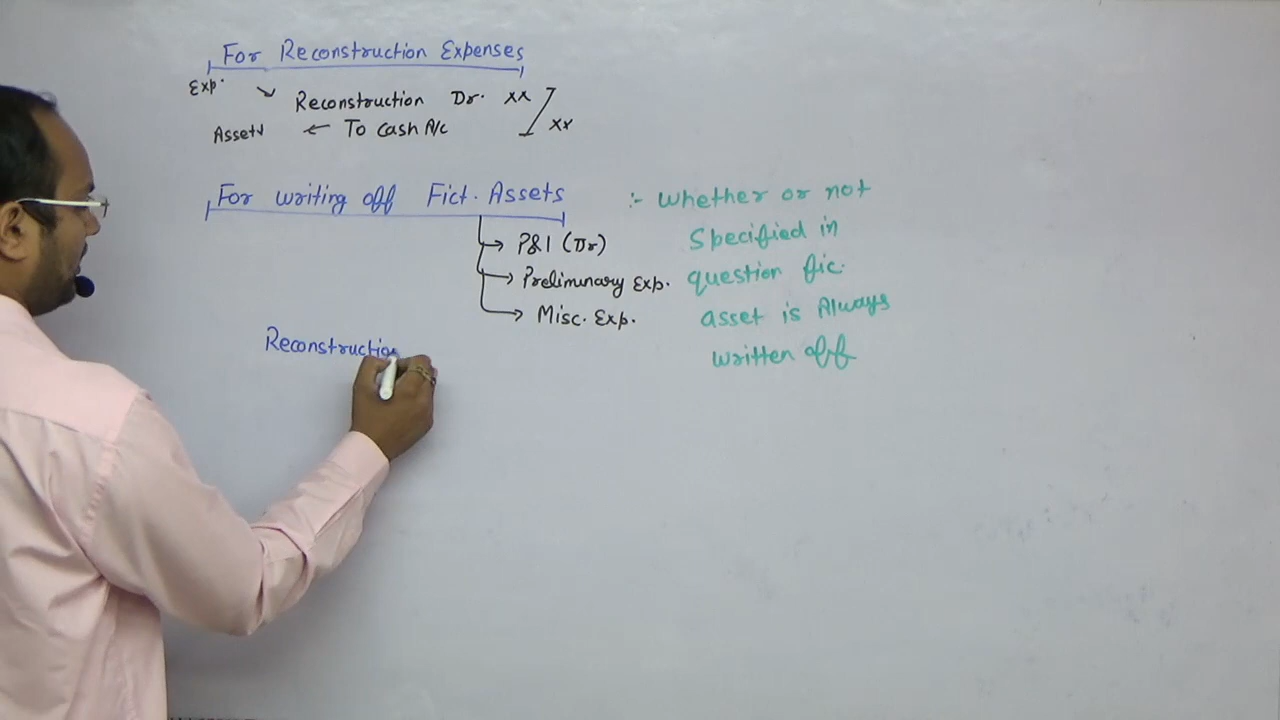 For Reconstruction Expenses
Exp. ↘ Reconstruction Dr. xx
Assets ← To Cash A/c xx
For writing off Fict. Assets :- Whether or not
→ P&l (Dr) Specified in
→ Preliminary Exp. question fic.
→ Misc. Exp. asset is Always
Reconstruction written off